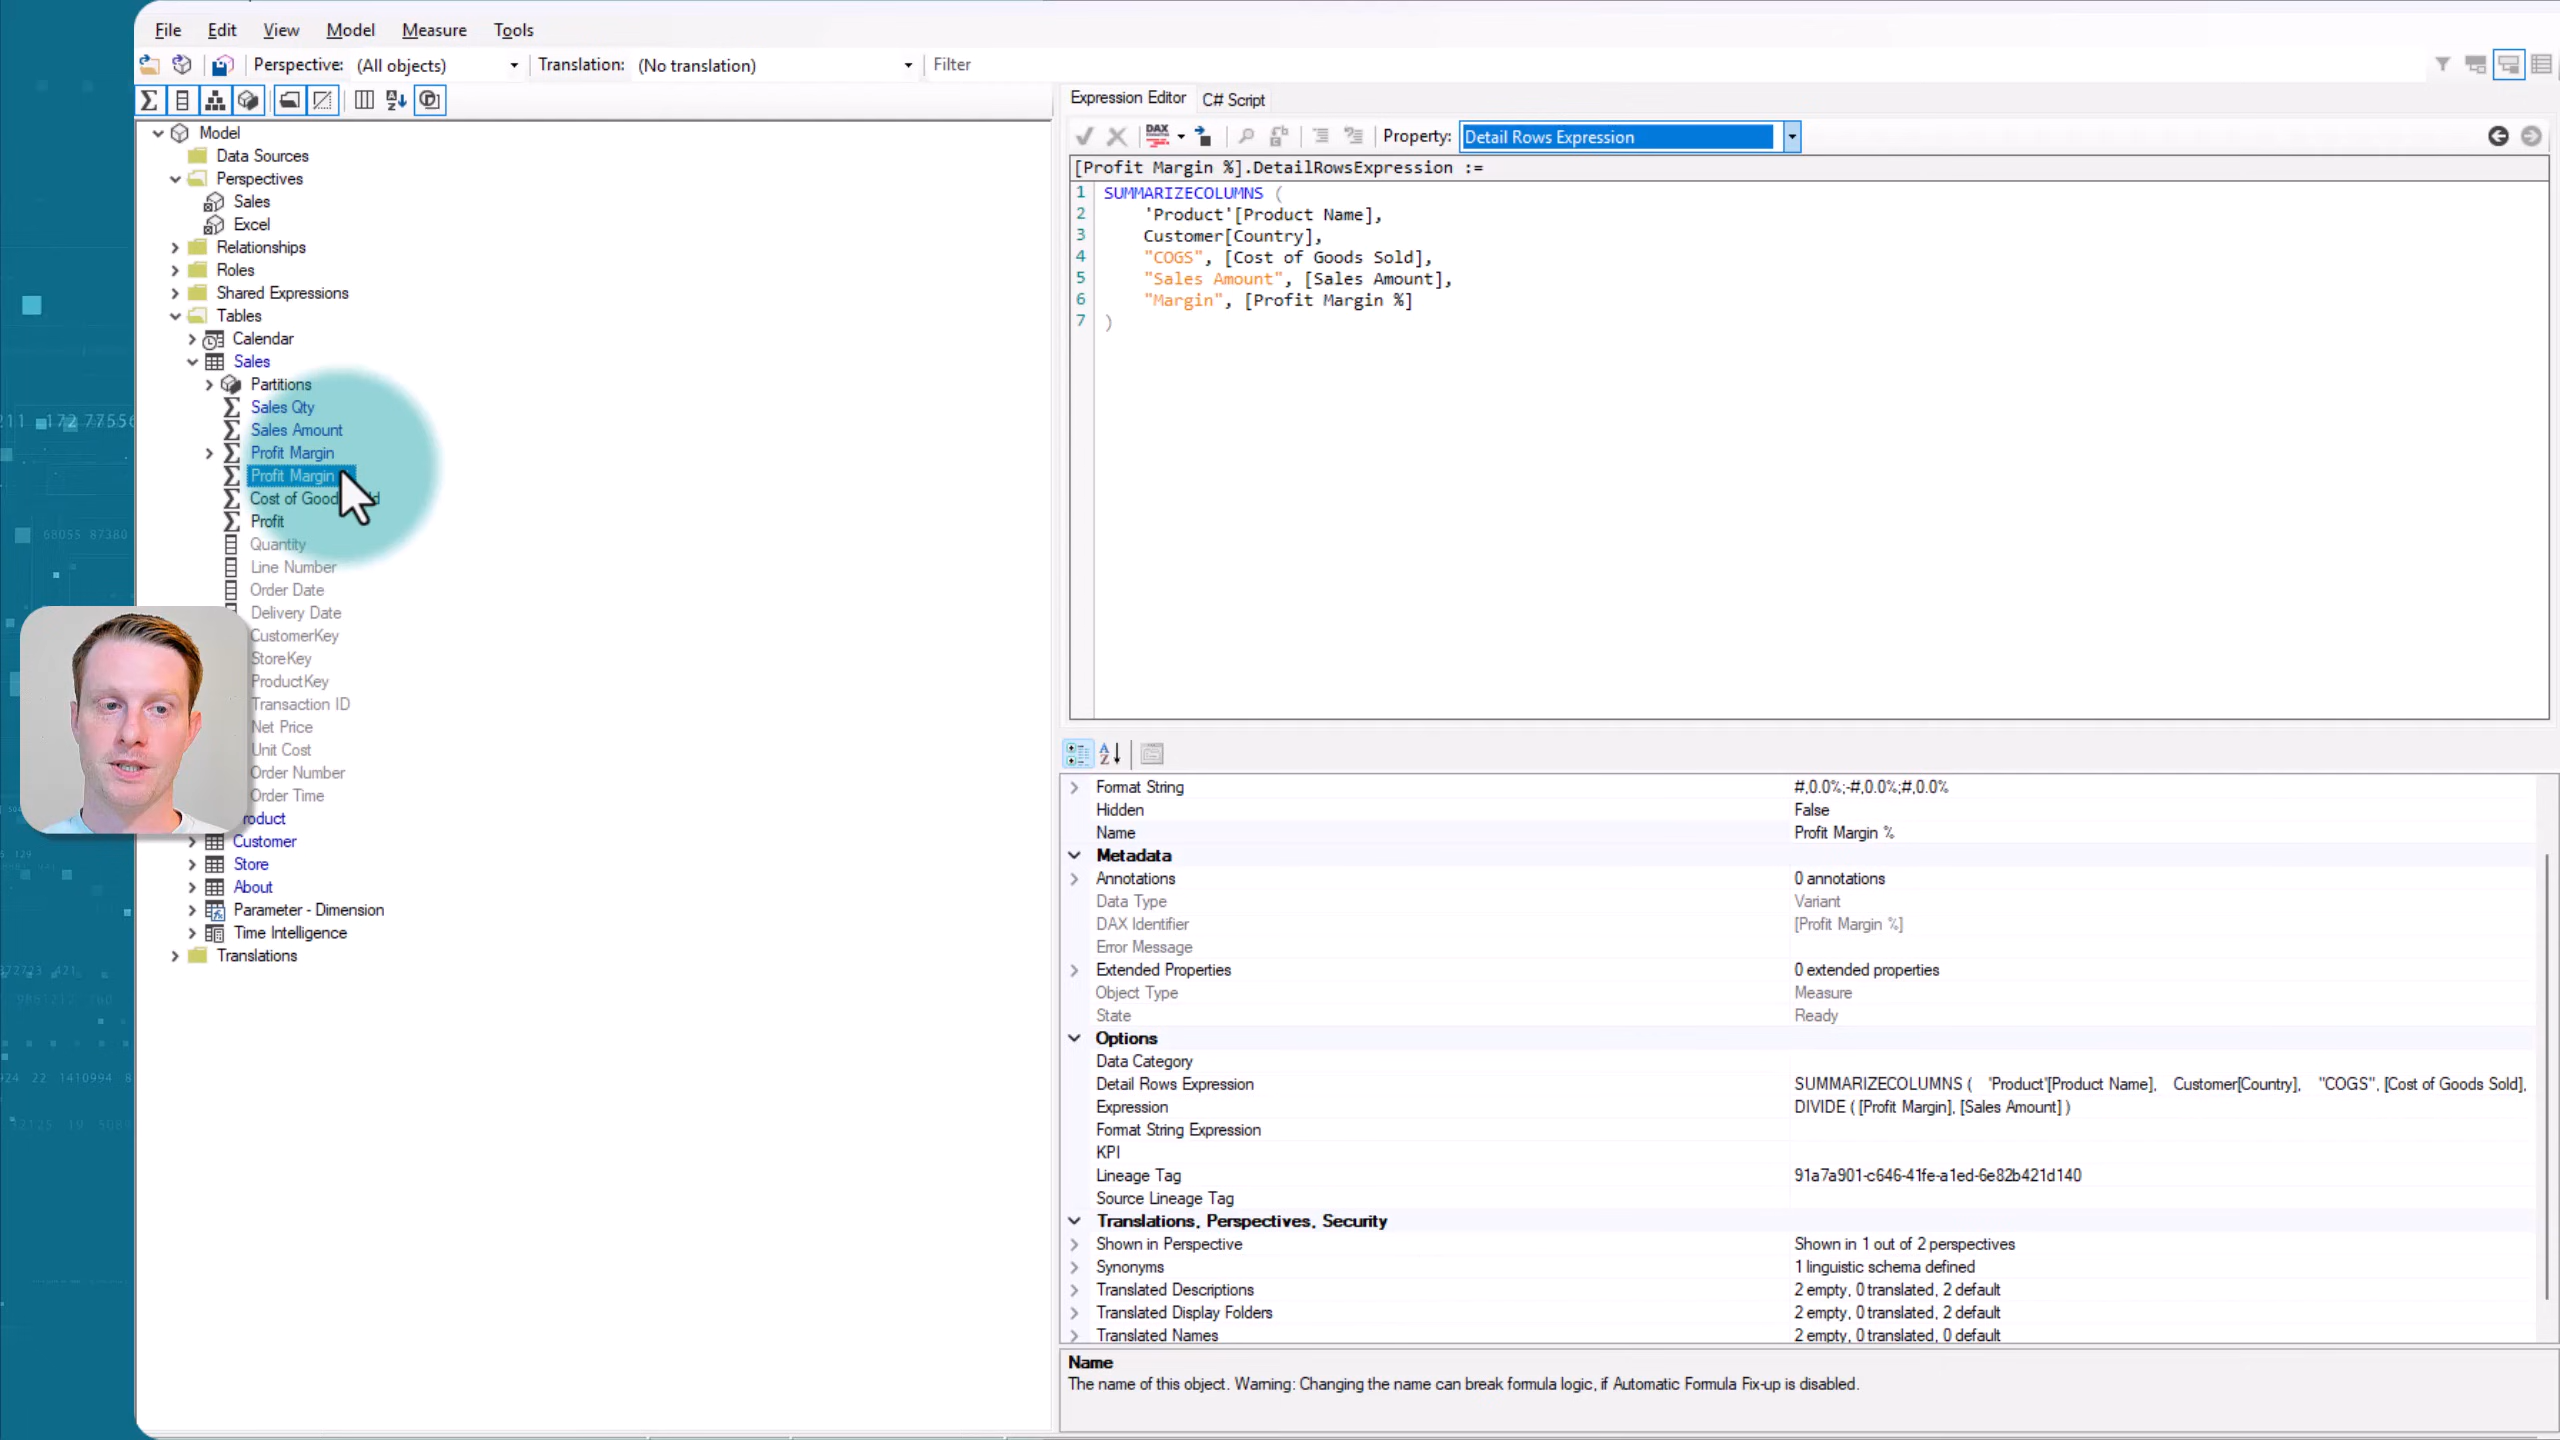 File Edit View Model Measure Tools
Perspective: (All objects) Translation: (No translation) Filter
Model
Data Sources
Perspectives
Sales
Excel
Relationships
Roles
Shared Expressions
Tables
Calendar
Sales
Partitions
Sales Qty
Sales Amount
Profit Margin
Profit Margin
Cost of Goods
Profit
Quantity
Line Number
Order Date
Delivery Date
CustomerKey
StoreKey
ProductKey
Transaction ID
Net Price
Unit Cost
Order Number
Order Time
roduct
Customer
Store
About
Parameter - Dimension
Time Intelligence
Translations
Expression Editor C# Script
DAX Property: Detail Rows Expression
[Profit Margin %].DetailRowsExpression :=
1 SUMMARIZECOLUMNS (
2 'Product'[Product Name],
3 Customer[Country],
4 "COGS", [Cost of Goods Sold],
5 "Sales Amount", [Sales Amount],
6 "Margin", [Profit Margin %]
7 )
Format String #,0.0%;-#,0.0%;#,0.0%
Hidden False
Name Profit Margin %
Metadata
Annotations 0 annotations
Data Type Variant
DAX Identifier [Profit Margin %]
Error Message
Extended Properties 0 extended properties
Object Type Measure
State Ready
Options
Data Category
Detail Rows Expression SUMMARIZECOLUMNS ( 'Product'[Product Name], Customer[Country], "COGS", [Cost of Goods Sold],
Expression DIVIDE ( [Profit Margin], [Sales Amount] )
Format String Expression
KPI
Lineage Tag 91a7a901-c646-41fe-a1ed-6e82b421d140
Source Lineage Tag
Translations, Perspectives, Security
Shown in Perspective Shown in 1 out of 2 perspectives
Synonyms 1 linguistic schema defined
Translated Descriptions 2 empty, 0 translated, 2 default
Translated Display Folders 2 empty, 0 translated, 2 default
Translated Names 2 empty, 0 translated, 0 default
Name
The name of this object. Warning: Changing the name can break formula logic, if Automatic Formula Fix-up is disabled.